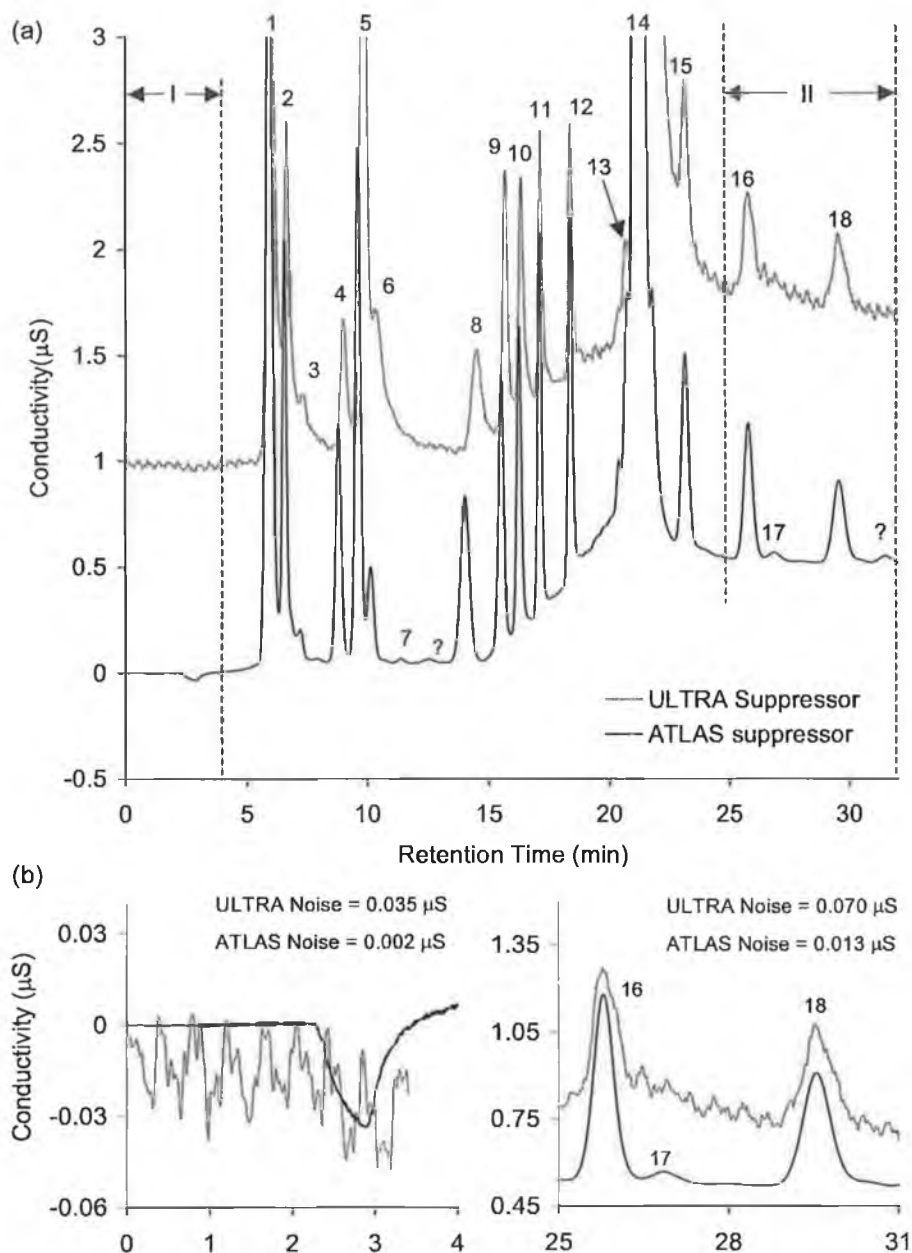 (a)
Conductivity(µS)
3
2.5
2
1.5
1
0.5
0
-0.5
I
II
1
2
3
4
5
6
7
?
8
9
10
11
12
13
14
15
16
17
18
?
ULTRA Suppressor
ATLAS suppressor
0 5 10 15 20 25 30
Retention Time (min)
(b)
Conductivity (µS)
ULTRA Noise = 0.035 µS
ATLAS Noise = 0.002 µS
0.03
0
-0.03
-0.06
0 1 2 3 4
ULTRA Noise = 0.070 µS
ATLAS Noise = 0.013 µS
1.35
1.05
0.75
0.45
16
17
18
25 28 31